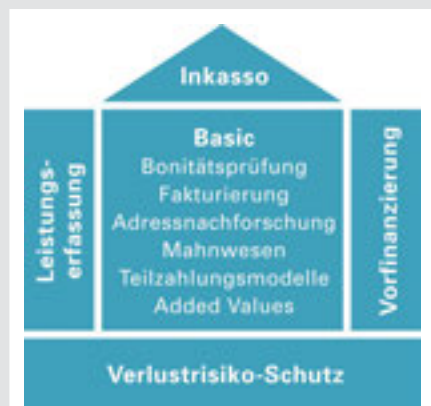 Inkasso
Leistungs-
erfassung
Basic
Bonitätsprüfung
Fakturierung
Adressnachforschung
Mahnwesen
Teilzahlungsmodelle
Added Values
Vorfinanzierung
Verlustrisiko-Schutz